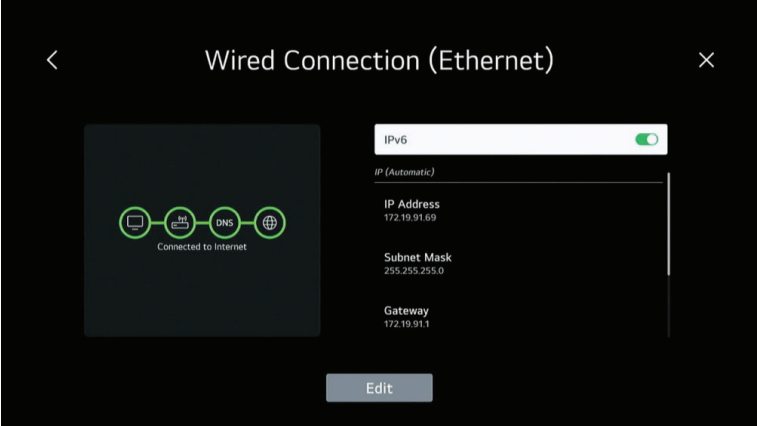 Wired Connection (Ethernet)
IPv6
IP (Automatic)
IP Address
172.19.91.69
Subnet Mask
255.255.255.0
Gateway
172.19.91.1
DNS
Connected to Internet
Edit